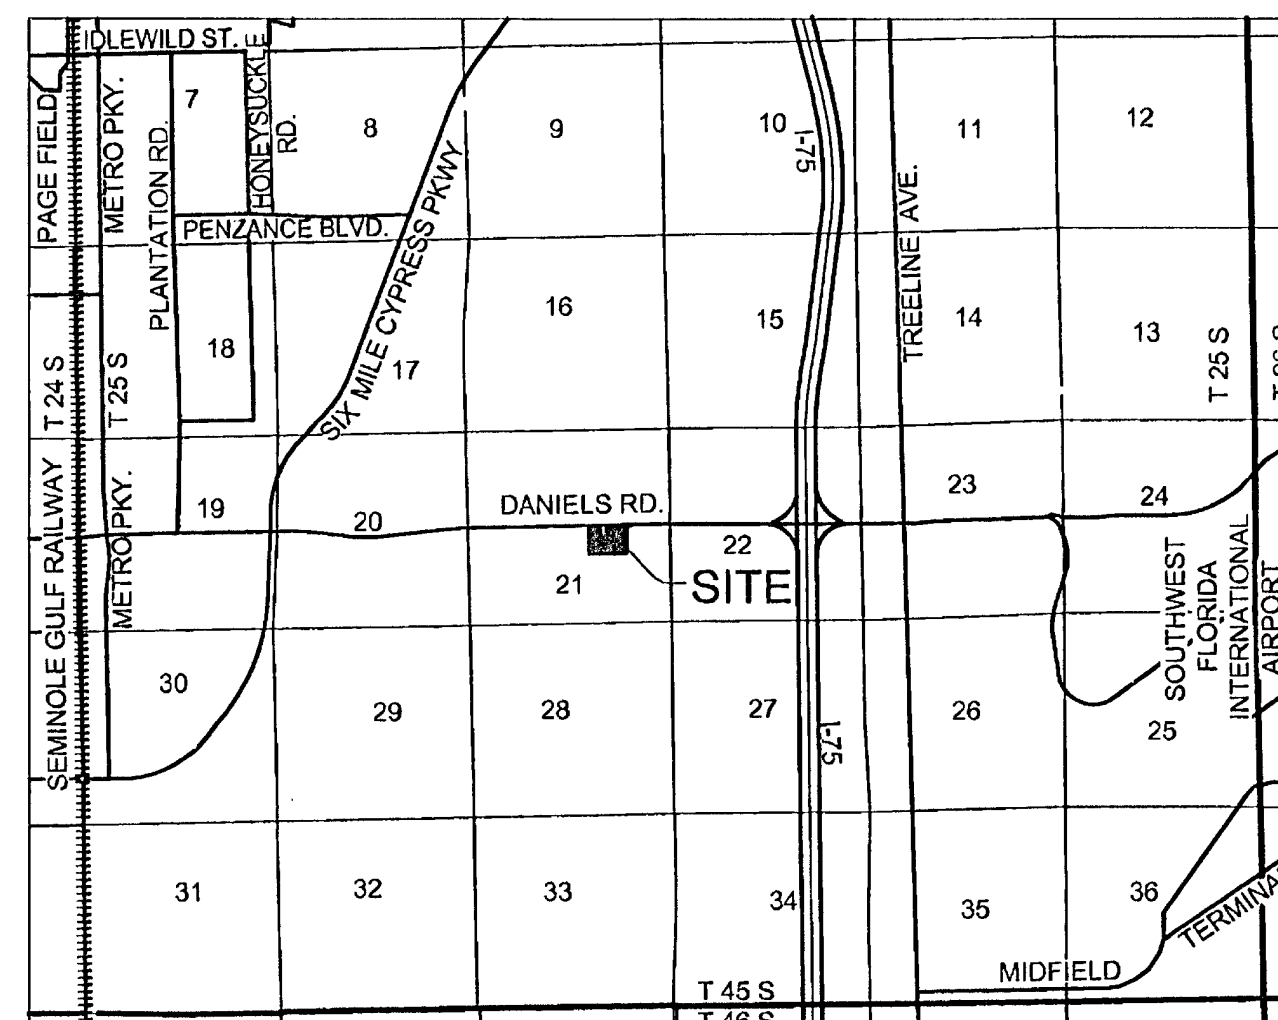 IDLEWILD ST.
HONEYSUCKLE
RD.
PAGE FIELD
METRO PKY.
PLANTATION RD.
7
8
9
10
I-75
11
12
SIX MILE CYPRESS PKWY
PENZANCE BLVD.
TREELINE AVE.
18
17
16
15
14
13
T 24 S
T 25 S
T 25 S
SEMINOLE GULF RAILWAY
METRO PKY.
19
20
DANIELS RD.
23
24
22
21
SITE
SOUTHWEST
FLORIDA
INTERNATIONAL
AIRPORT
30
29
28
27
I-75
26
25
31
32
33
34
35
36
TERMINA
MIDFIELD
T 45 S
T 46 S